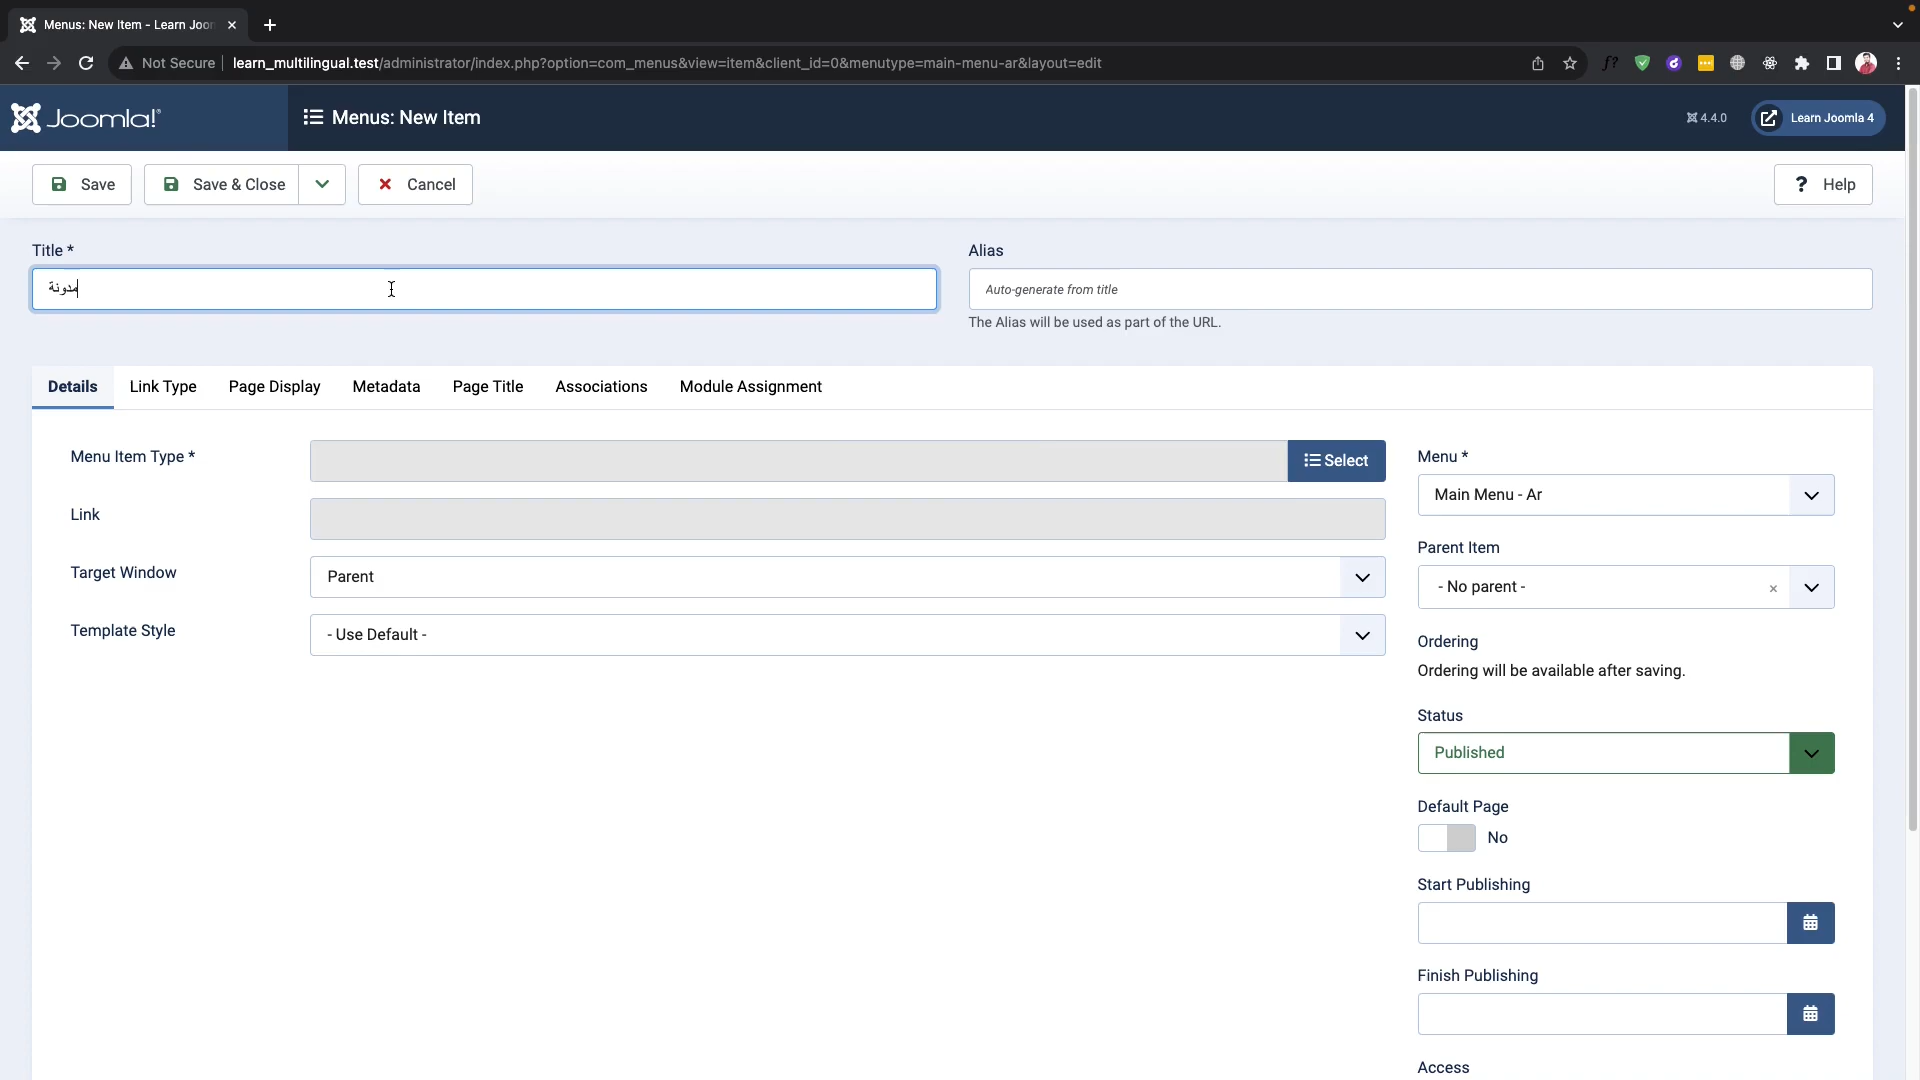 Menus: New Item - Learn Joon
Not Secure
learn_multilingual.test/administrator/index.php?option=com_menus&view=item&client_id=0&menutype=main-menu-ar&layout=edit
Joomla!®
Menus: New Item
4.4.0
Learn Joomla 4
Save
Save & Close
Cancel
? Help
Title *
مدونة
Alias
Auto-generate from title
The Alias will be used as part of the URL.
Details
Link Type
Page Display
Metadata
Page Title
Associations
Module Assignment
Menu Item Type *
Select
Link
Target Window
Parent
Template Style
- Use Default -
Menu *
Main Menu - Ar
Parent Item
- No parent -
Ordering
Ordering will be available after saving.
Status
Published
Default Page
No
Start Publishing
Finish Publishing
Access